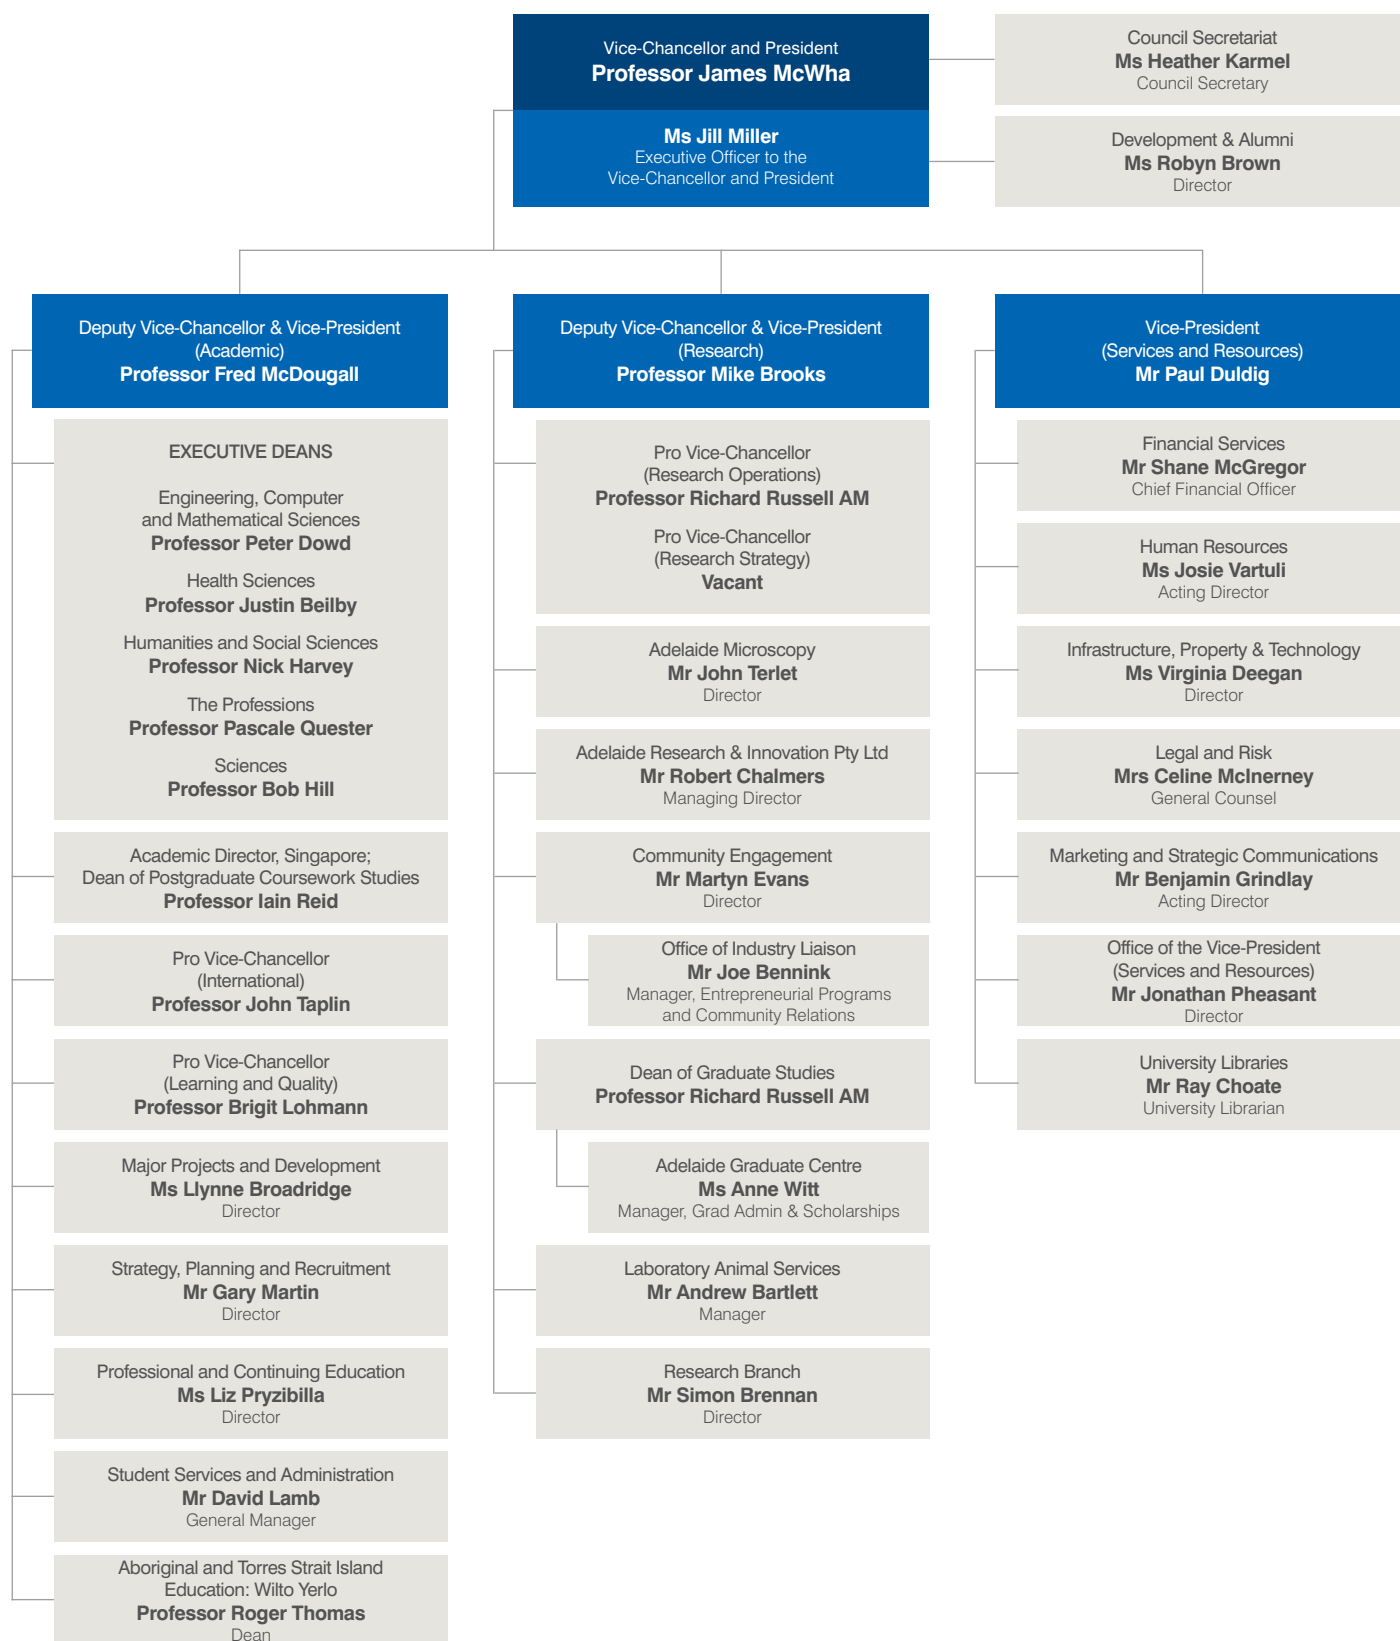 Vice-Chancellor and President
Professor James McWha
Ms Jill Miller
Executive Officer to the
Vice-Chancellor and President
Council Secretariat
Ms Heather Karmel
Council Secretary
Development & Alumni
Ms Robyn Brown
Director
Deputy Vice-Chancellor & Vice-President
(Academic)
Professor Fred McDougall
EXECUTIVE DEANS
Engineering, Computer
and Mathematical Sciences
Professor Peter Dowd
Health Sciences
Professor Justin Beilby
Humanities and Social Sciences
Professor Nick Harvey
The Professions
Professor Pascale Quester
Sciences
Professor Bob Hill
Academic Director, Singapore;
Dean of Postgraduate Coursework Studies
Professor Iain Reid
Pro Vice-Chancellor
(International)
Professor John Taplin
Pro Vice-Chancellor
(Learning and Quality)
Professor Brigit Lohmann
Major Projects and Development
Ms Llynne Broadridge
Director
Strategy, Planning and Recruitment
Mr Gary Martin
Director
Professional and Continuing Education
Ms Liz Pryzibilla
Director
Student Services and Administration
Mr David Lamb
General Manager
Aboriginal and Torres Strait Island
Education: Wilto Yerlo
Professor Roger Thomas
Dean
Deputy Vice-Chancellor & Vice-President
(Research)
Professor Mike Brooks
Pro Vice-Chancellor
(Research Operations)
Professor Richard Russell AM
Pro Vice-Chancellor
(Research Strategy)
Vacant
Adelaide Microscopy
Mr John Terlet
Director
Adelaide Research & Innovation Pty Ltd
Mr Robert Chalmers
Managing Director
Community Engagement
Mr Martyn Evans
Director
Office of Industry Liaison
Mr Joe Bennink
Manager, Entrepreneurial Programs
and Community Relations
Dean of Graduate Studies
Professor Richard Russell AM
Adelaide Graduate Centre
Ms Anne Witt
Manager, Grad Admin & Scholarships
Laboratory Animal Services
Mr Andrew Bartlett
Manager
Research Branch
Mr Simon Brennan
Director
Vice-President
(Services and Resources)
Mr Paul Duldig
Financial Services
Mr Shane McGregor
Chief Financial Officer
Human Resources
Ms Josie Vartuli
Acting Director
Infrastructure, Property & Technology
Ms Virginia Deegan
Director
Legal and Risk
Mrs Celine McInerney
General Counsel
Marketing and Strategic Communications
Mr Benjamin Grindlay
Acting Director
Office of the Vice-President
(Services and Resources)
Mr Jonathan Pheasant
Director
University Libraries
Mr Ray Choate
University Librarian